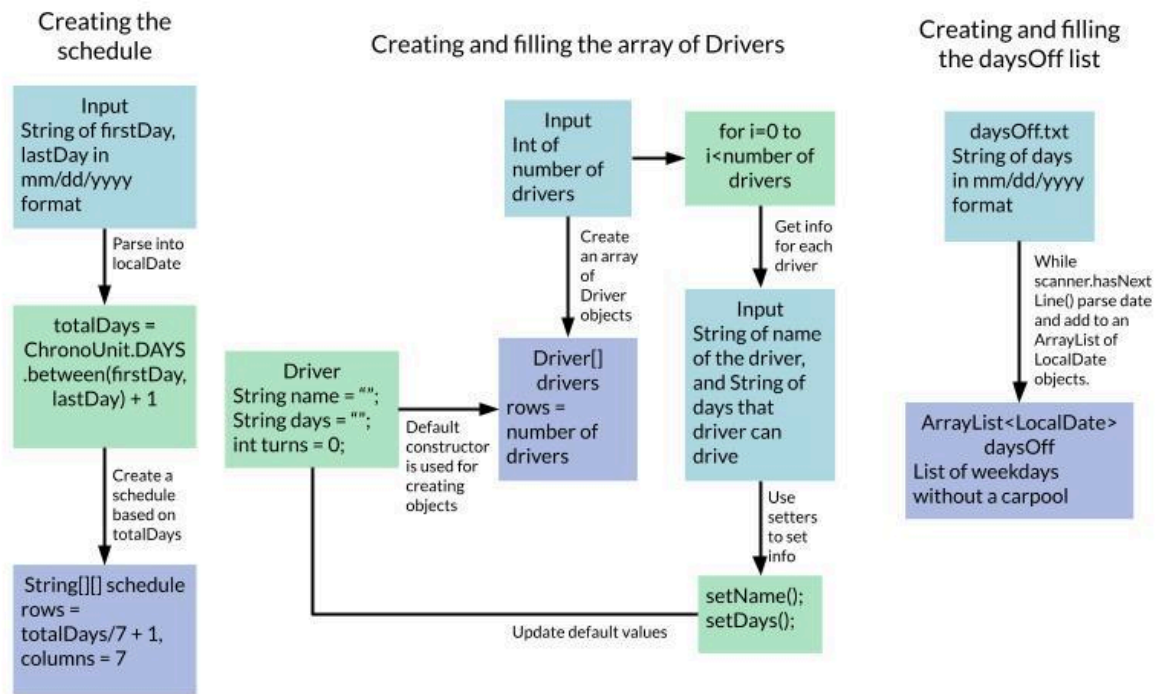 Creating the
schedule
Input
String of firstDay,
lastDay in
mm/dd/yyyy
format
Parse into
localDate
totalDays =
ChronoUnit.DAYS
.between(firstDay,
lastDay) + 1
Create a
schedule
based on
totalDays
String[][] schedule
rows =
totalDays/7 + 1,
columns = 7
Creating and filling the array of Drivers
Input
Int of
number of
drivers
for i=0 to
i<number of
drivers
Create
an array
of
Driver
objects
Get info
for each
driver
Driver
String name = “”;
String days = “”;
int turns = 0;
Default
constructor
is used for
creating
objects
Driver[]
drivers
rows =
number of
drivers
Input
String of name
of the driver,
and String of
days that
driver can
drive
Use
setters
to set
info
setName();
setDays();
Update default values
Creating and filling
the daysOff list
daysOff.txt
String of days
in mm/dd/yyyy
format
While
scanner.hasNext
Line() parse date
and add to an
ArrayList of
LocalDate
objects.
ArrayList<LocalDate>
daysOff
List of weekdays
without a carpool